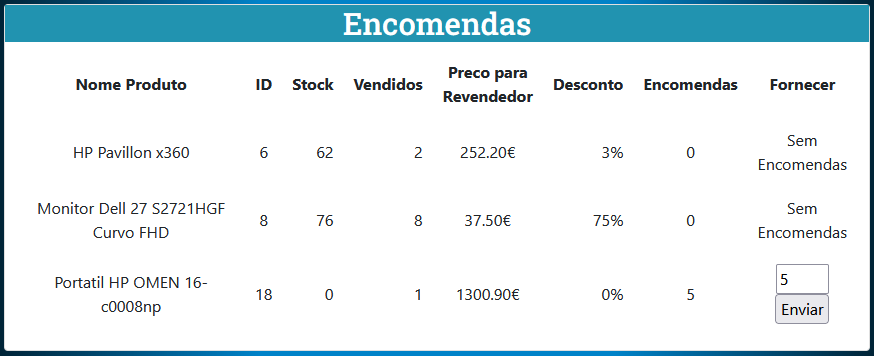 Encomendas
Nome Produto ID Stock Vendidos Preco para Revendedor Desconto Encomendas Fornecer
HP Pavillon x360 6 62 2 252.20€ 3% 0 Sem Encomendas
Monitor Dell 27 S2721HGF Curvo FHD 8 76 8 37.50€ 75% 0 Sem Encomendas
Portatil HP OMEN 16-c0008np 18 0 1 1300.90€ 0% 5 5
Enviar